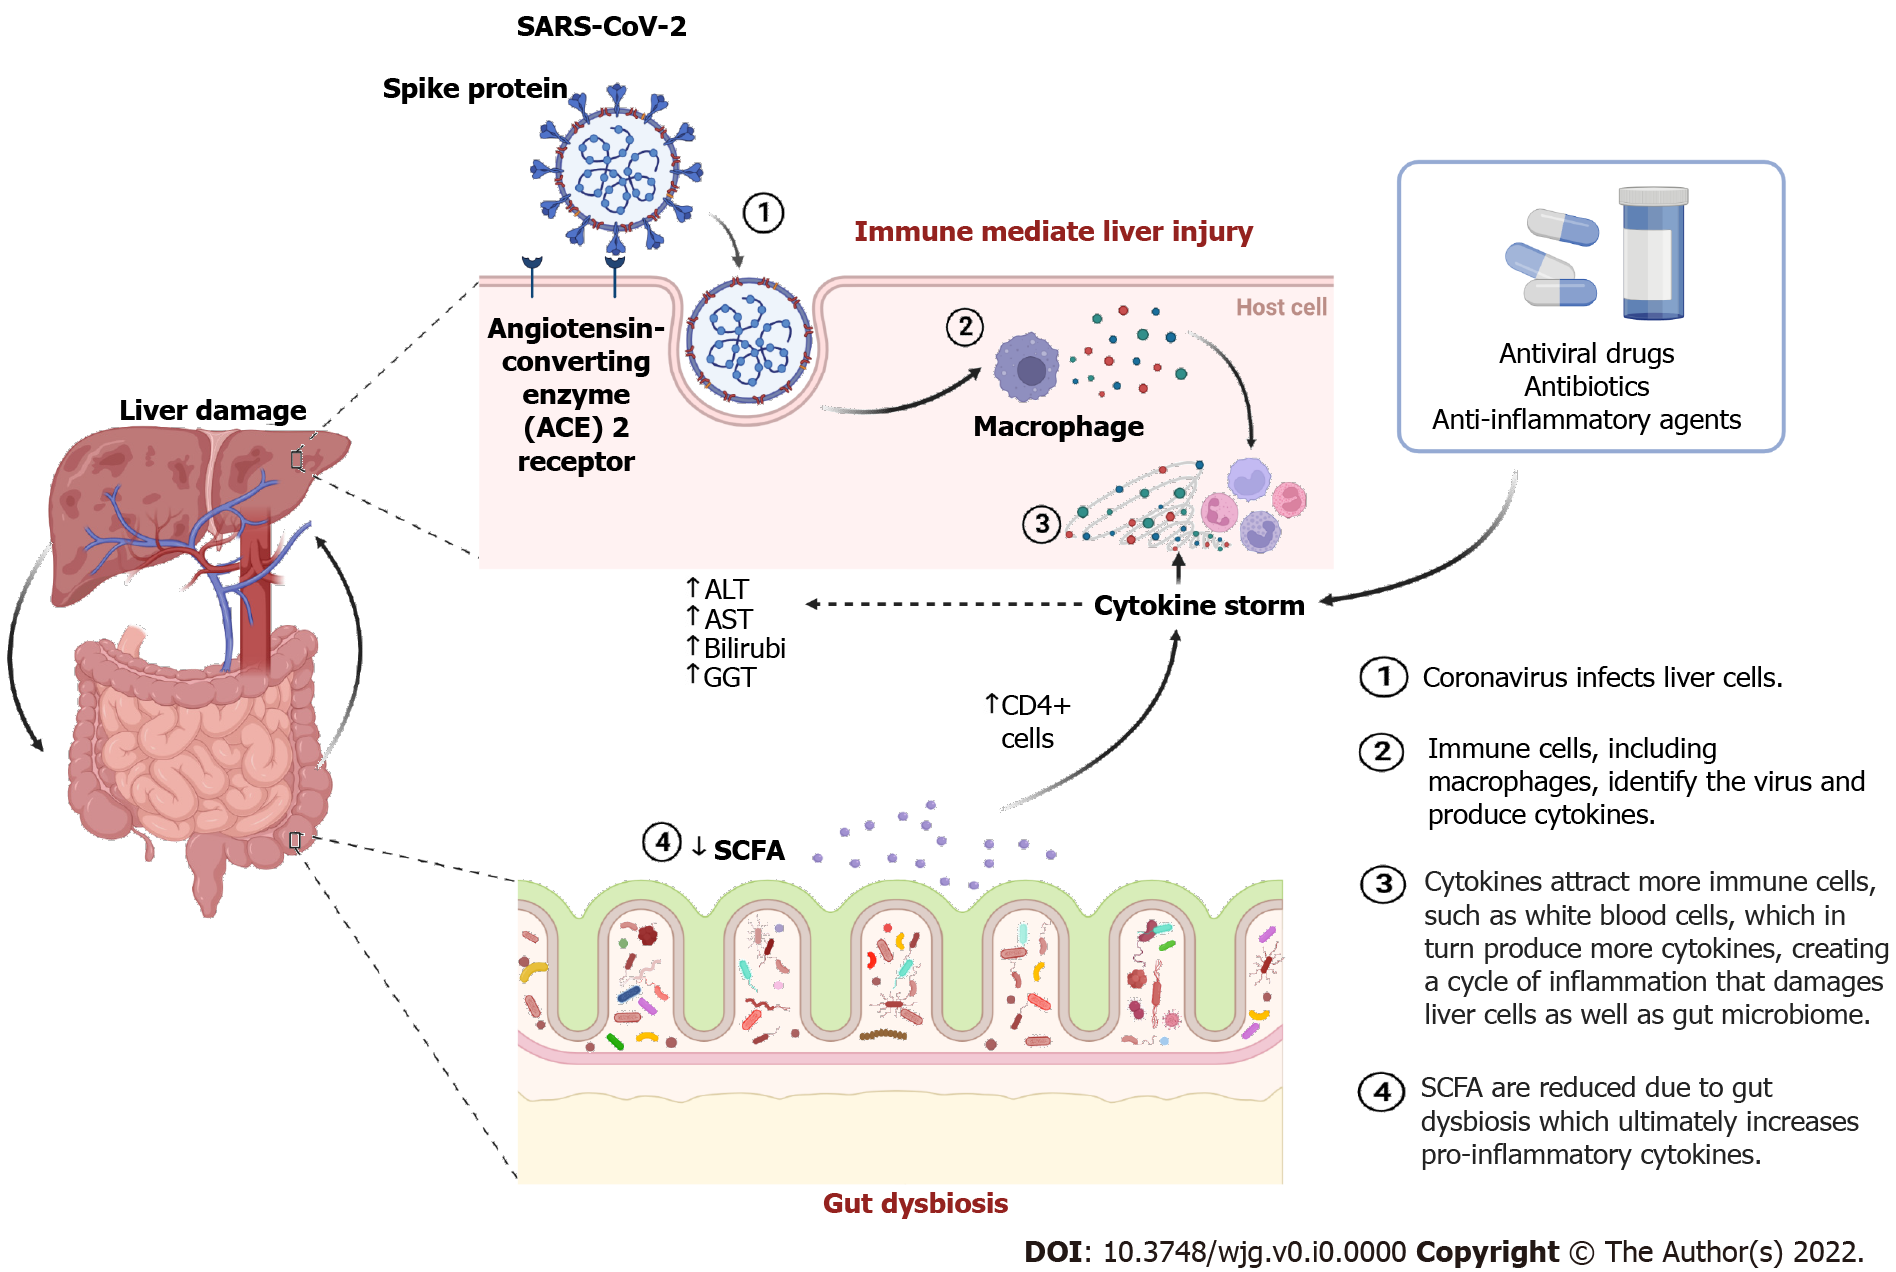 SARS-CoV-2
Spike protein
1
Immune mediate liver injury
Host cell
Angiotensin-
converting
enzyme
(ACE) 2
receptor
2
Macrophage
3
Antiviral drugs
Antibiotics
Anti-inflammatory agents
Liver damage
↑ALT
↑AST
↑Bilirubi
↑GGT
Cytokine storm
↑CD4+
cells
4 ↓ SCFA
Gut dysbiosis
1 Coronavirus infects liver cells.
2 Immune cells, including
macrophages, identify the virus and
produce cytokines.
3 Cytokines attract more immune cells,
such as white blood cells, which in
turn produce more cytokines, creating
a cycle of inflammation that damages
liver cells as well as gut microbiome.
4 SCFA are reduced due to gut
dysbiosis which ultimately increases
pro-inflammatory cytokines.
DOI: 10.3748/wjg.v0.i0.0000 Copyright © The Author(s) 2022.